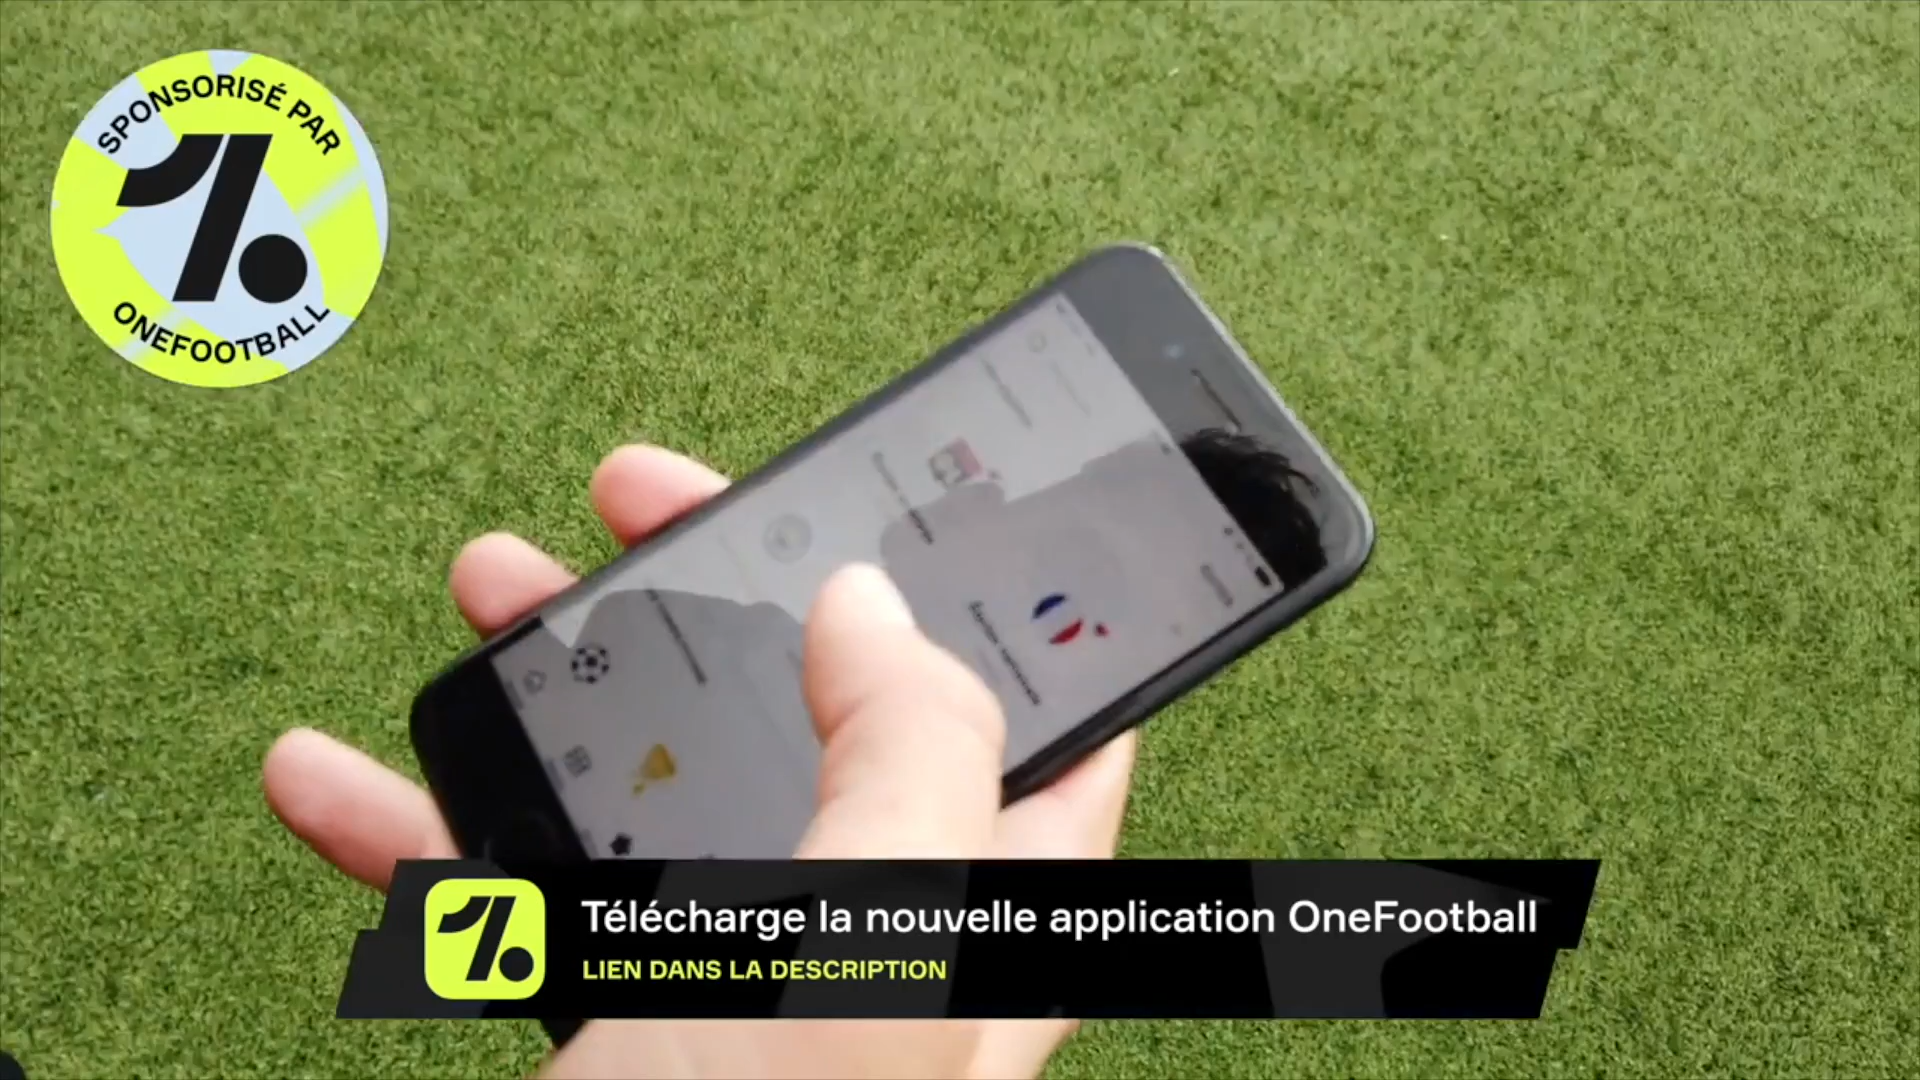 SPONSORISÉ PAR
ONEFOOTBALL
Télécharge la nouvelle application OneFootball
LIEN DANS LA DESCRIPTION